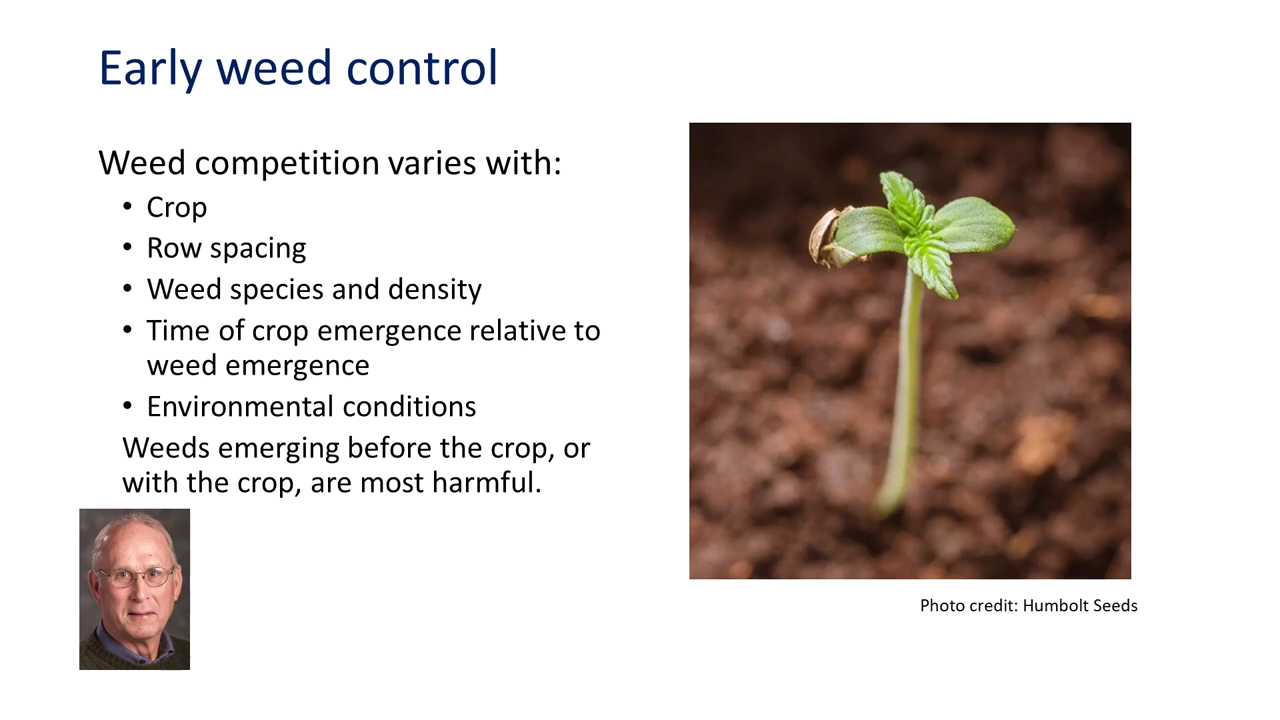 Early weed control
Weed competition varies with:
• Crop
• Row spacing
• Weed species and density
• Time of crop emergence relative to
weed emergence
• Environmental conditions
Weeds emerging before the crop, or
with the crop, are most harmful.
Photo credit: Humbolt Seeds